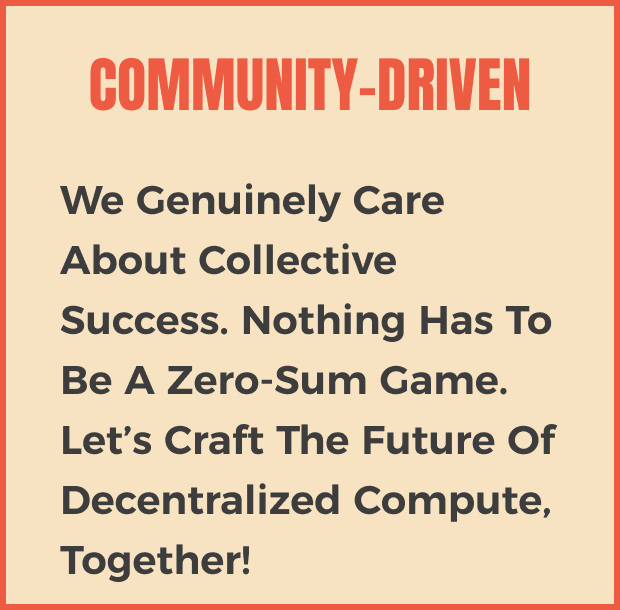 COMMUNITY-DRIVEN
We Genuinely Care
About Collective
Success. Nothing Has To
Be A Zero-Sum Game.
Let’s Craft The Future Of
Decentralized Compute,
Together!